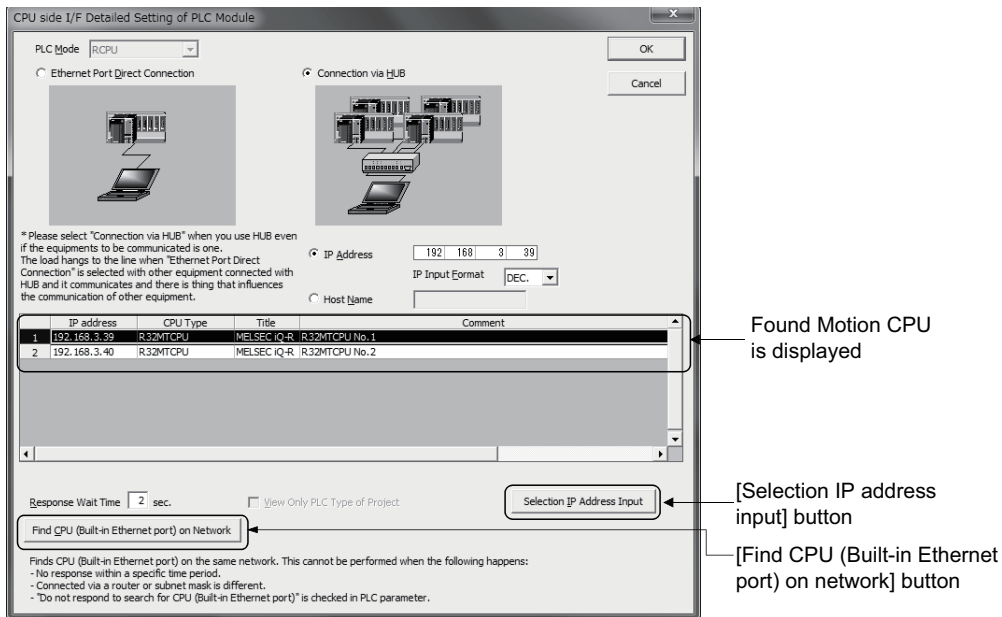 CPU side I/F Detailed Setting of PLC Module
PLC Mode RCPU
OK
Cancel
Ethernet Port Direct Connection
Connection via HUB
* Please select "Connection via HUB" when you use HUB even
if the equipments to be communicated is one.
The load hangs to the line when "Ethernet Port Direct
Connection" is selected with other equipment connected with
HUB and it communicates and there is thing that influences
the communication of other equipment.
IP Address 192 168 3 39
IP Input Format DEC.
Host Name
IP address CPU Type Title Comment
1 192.168.3.39 R32MTCPU MELSEC iQ-R R32MTCPU No.1
2 192.168.3.40 R32MTCPU MELSEC iQ-R R32MTCPU No.2
Found Motion CPU
is displayed
Response Wait Time 2 sec.
View Only PLC Type of Project
Selection IP Address Input
[Selection IP address
input] button
Find CPU (Built-in Ethernet port) on Network
[Find CPU (Built-in Ethernet
port) on network] button
Finds CPU (Built-in Ethernet port) on the same network. This cannot be performed when the following happens:
- No response within a specific time period.
- Connected via a router or subnet mask is different.
- "Do not respond to search for CPU (Built-in Ethernet port)" is checked in PLC parameter.